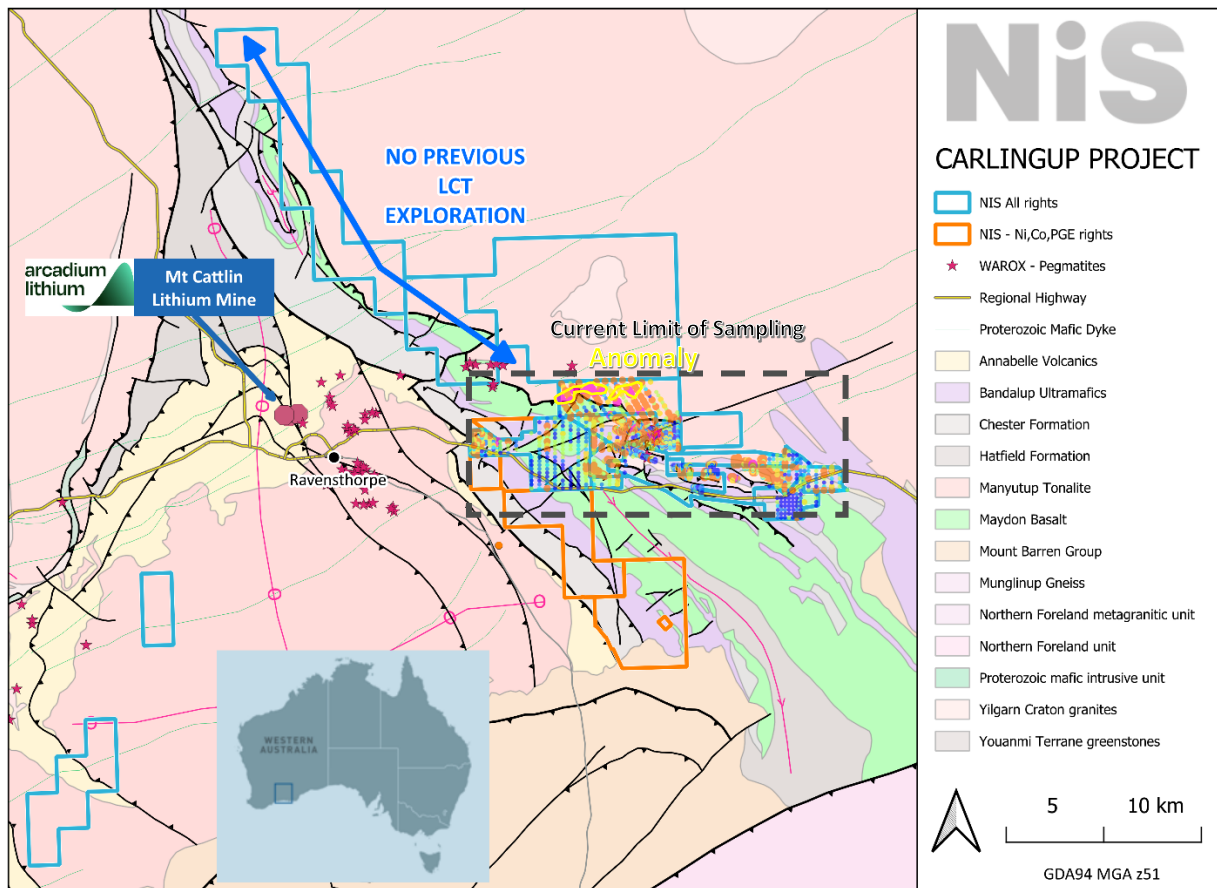 NiS
CARLINGUP PROJECT
NIS All rights
NIS - Ni,Co,PGE rights
WAROX - Pegmatites
Regional Highway
Proterozoic Mafic Dyke
Annabelle Volcanics
Bandalup Ultramafics
Chester Formation
Hatfield Formation
Manyutup Tonalite
Maydon Basalt
Mount Barren Group
Munglinup Gneiss
Northern Foreland metagranitic unit
Northern Foreland unit
Proterozoic mafic intrusive unit
Yilgarn Craton granites
Youanmi Terrane greenstones
5 10 km
GDA94 MGA z51
NO PREVIOUS
LCT
EXPLORATION
arcadium
lithium
Mt Cattlin
Lithium Mine
Current Limit of Sampling
Anomaly
Ravensthorpe
WESTERN
AUSTRALIA